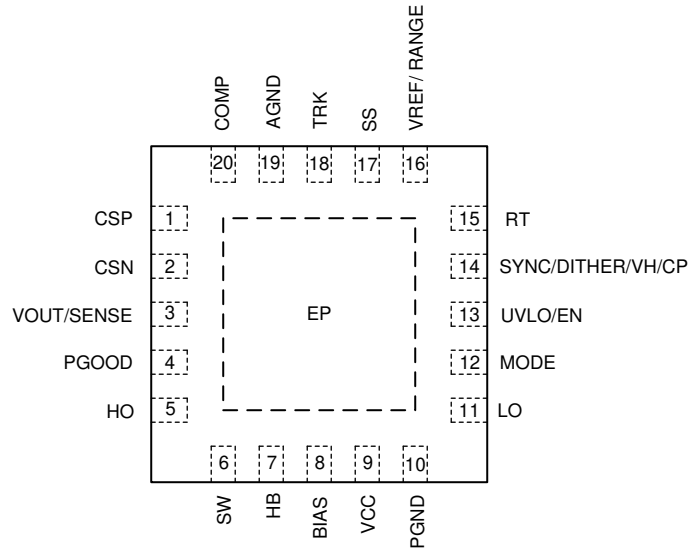 COMP
AGND
TRK
SS
VREF/ RANGE
20
19
18
17
16
CSP
1
15
RT
CSN
2
14
SYNC/DITHER/VH/CP
VOUT/SENSE
3
EP
13
UVLO/EN
PGOOD
4
12
MODE
HO
5
11
LO
6
7
8
9
10
SW
HB
BIAS
VCC
PGND